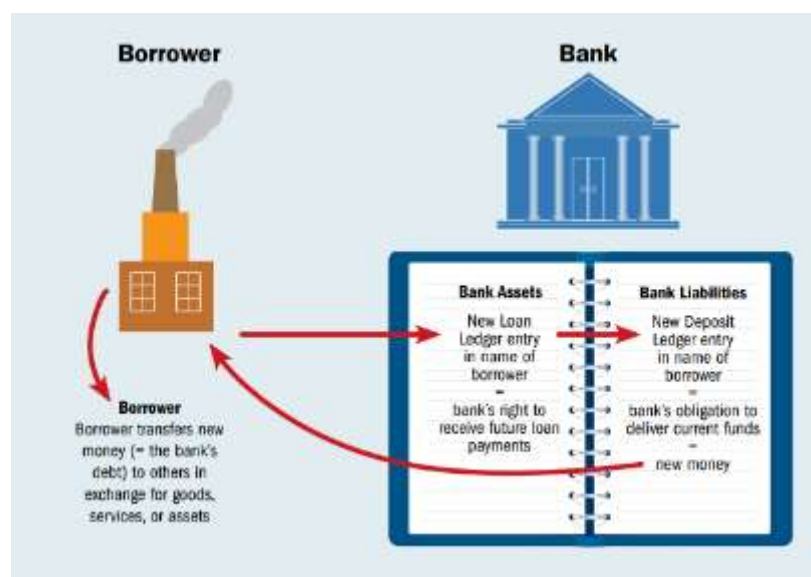 Borrower
Bank
Bank Assets
New Loan
Ledger entry
in name of
borrower
=
bank's right to
receive future loan
payments
Bank Liabilities
New Deposit
Ledger entry
in name of
borrower
=
bank's obligation to
deliver current funds
=
new money
Borrower
Borrower transfers new
money (= the bank's
debt) to others in
exchange for goods,
services, or assets